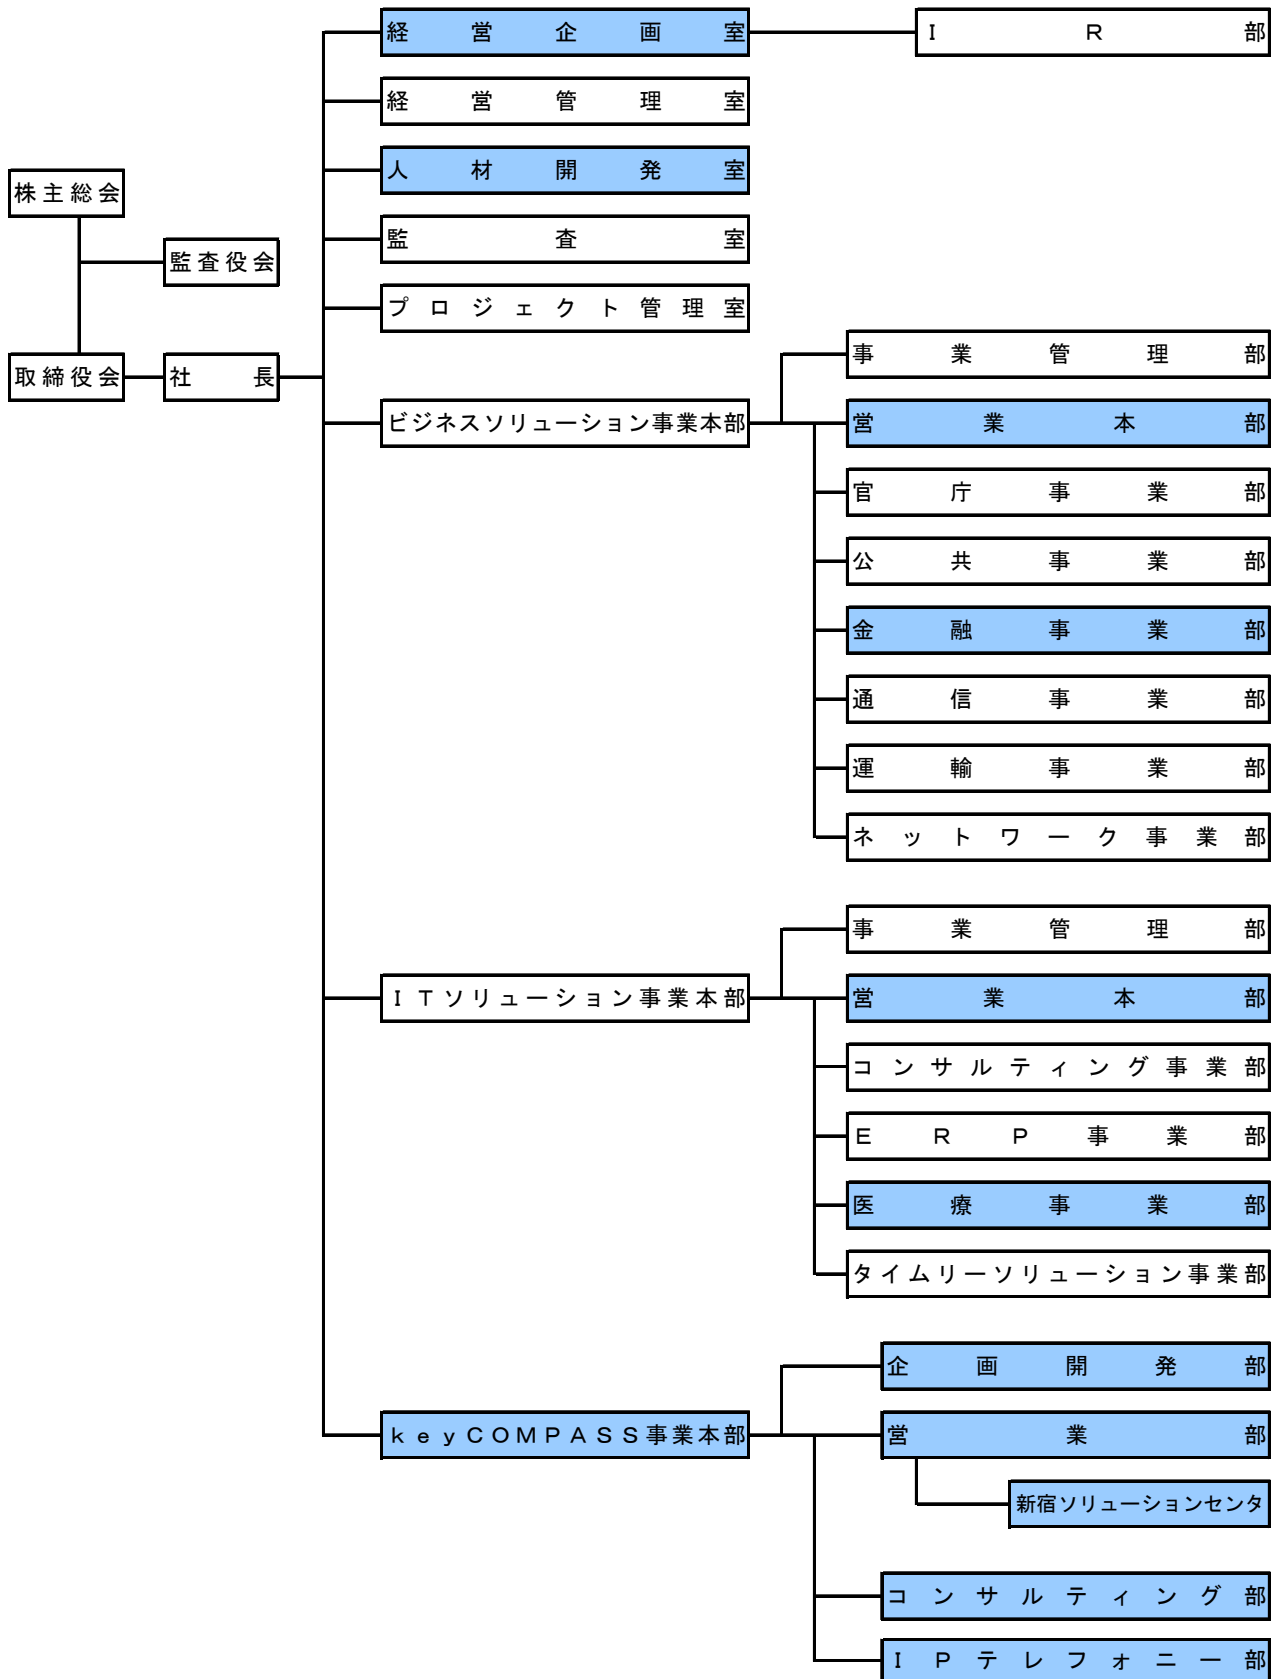 株主総会
監査役会
取締役会
社長
経営企画室
ＩＲ部
経営管理室
人材開発室
監査室
プロジェクト管理室
ビジネスソリューション事業本部
事業管理部
営業本部
官庁事業部
公共事業部
金融事業部
通信事業部
運輸事業部
ネットワーク事業部
ＩＴソリューション事業本部
事業管理部
営業本部
コンサルティング事業部
ＥＲＰ事業部
医療事業部
タイムリーソリューション事業部
ｋｅｙＣＯＭＰＡＳＳ事業本部
企画開発部
営業部
新宿ソリューションセンタ
コンサルティング部
ＩＰテレフォニー部